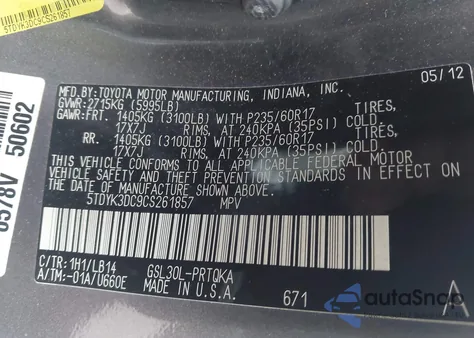 5TDYK3DC9CS261857
0578V 50602
MFD. BY:TOYOTA MOTOR MANUFACTURING, INDIANA, INC. 05/12
GVWR: 2715KG (5995LB)
GAWR:FRT. 1405KG (3100LB) WITH P235/60R17 TIRES,
17X7J RIMS, AT 240KPA (35PSI) COLD.
RR. 1405KG (3100LB) WITH P235/60R17 TIRES,
17X7J RIMS, AT 240KPA (35PSI) COLD.
THIS VEHICLE CONFORMS TO ALL APPLICABLE FEDERAL MOTOR
VEHICLE SAFETY AND THEFT PREVENTION STANDARDS IN EFFECT ON
THE DATE OF MANUFACTURE SHOWN ABOVE.
5TDYK3DC9CS261857 MPV
C/TR:1H1/LB14 GSL30L-PRTQKA
A/TM:-01A/U660E MADE IN U.S.A. 671 A
autoSnap